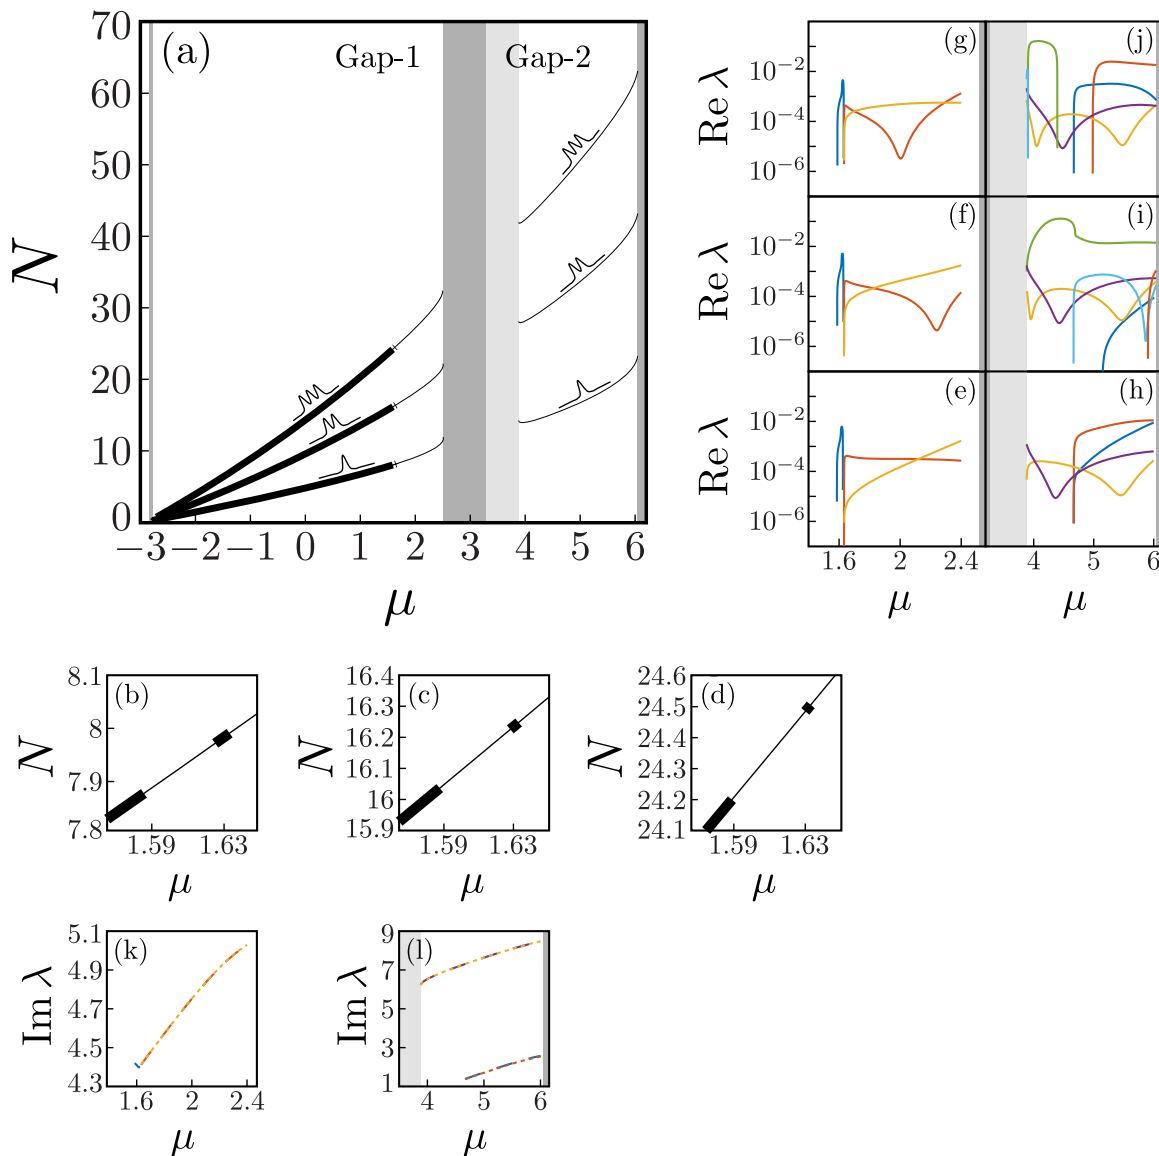 (a)
Gap-1
Gap-2
70
60
50
40
30
20
10
0
N
−3
−2
−1
0
1
2
3
4
5
6
μ
(g)
(j)
Re λ
10⁻²
10⁻⁴
10⁻⁶
(f)
(i)
Re λ
10⁻²
10⁻⁴
10⁻⁶
(e)
(h)
Re λ
10⁻²
10⁻⁴
10⁻⁶
1.6
2
2.4
4
5
6
μ
μ
(b)
8.1
8
7.9
7.8
N
1.59
1.63
μ
(c)
16.4
16.3
16.2
16.1
16
15.9
N
1.59
1.63
μ
(d)
24.6
24.5
24.4
24.3
24.2
24.1
N
1.59
1.63
μ
(k)
5.1
4.9
4.7
4.5
4.3
Im λ
1.6
2
2.4
μ
(l)
9
7
5
3
1
Im λ
4
5
6
μ